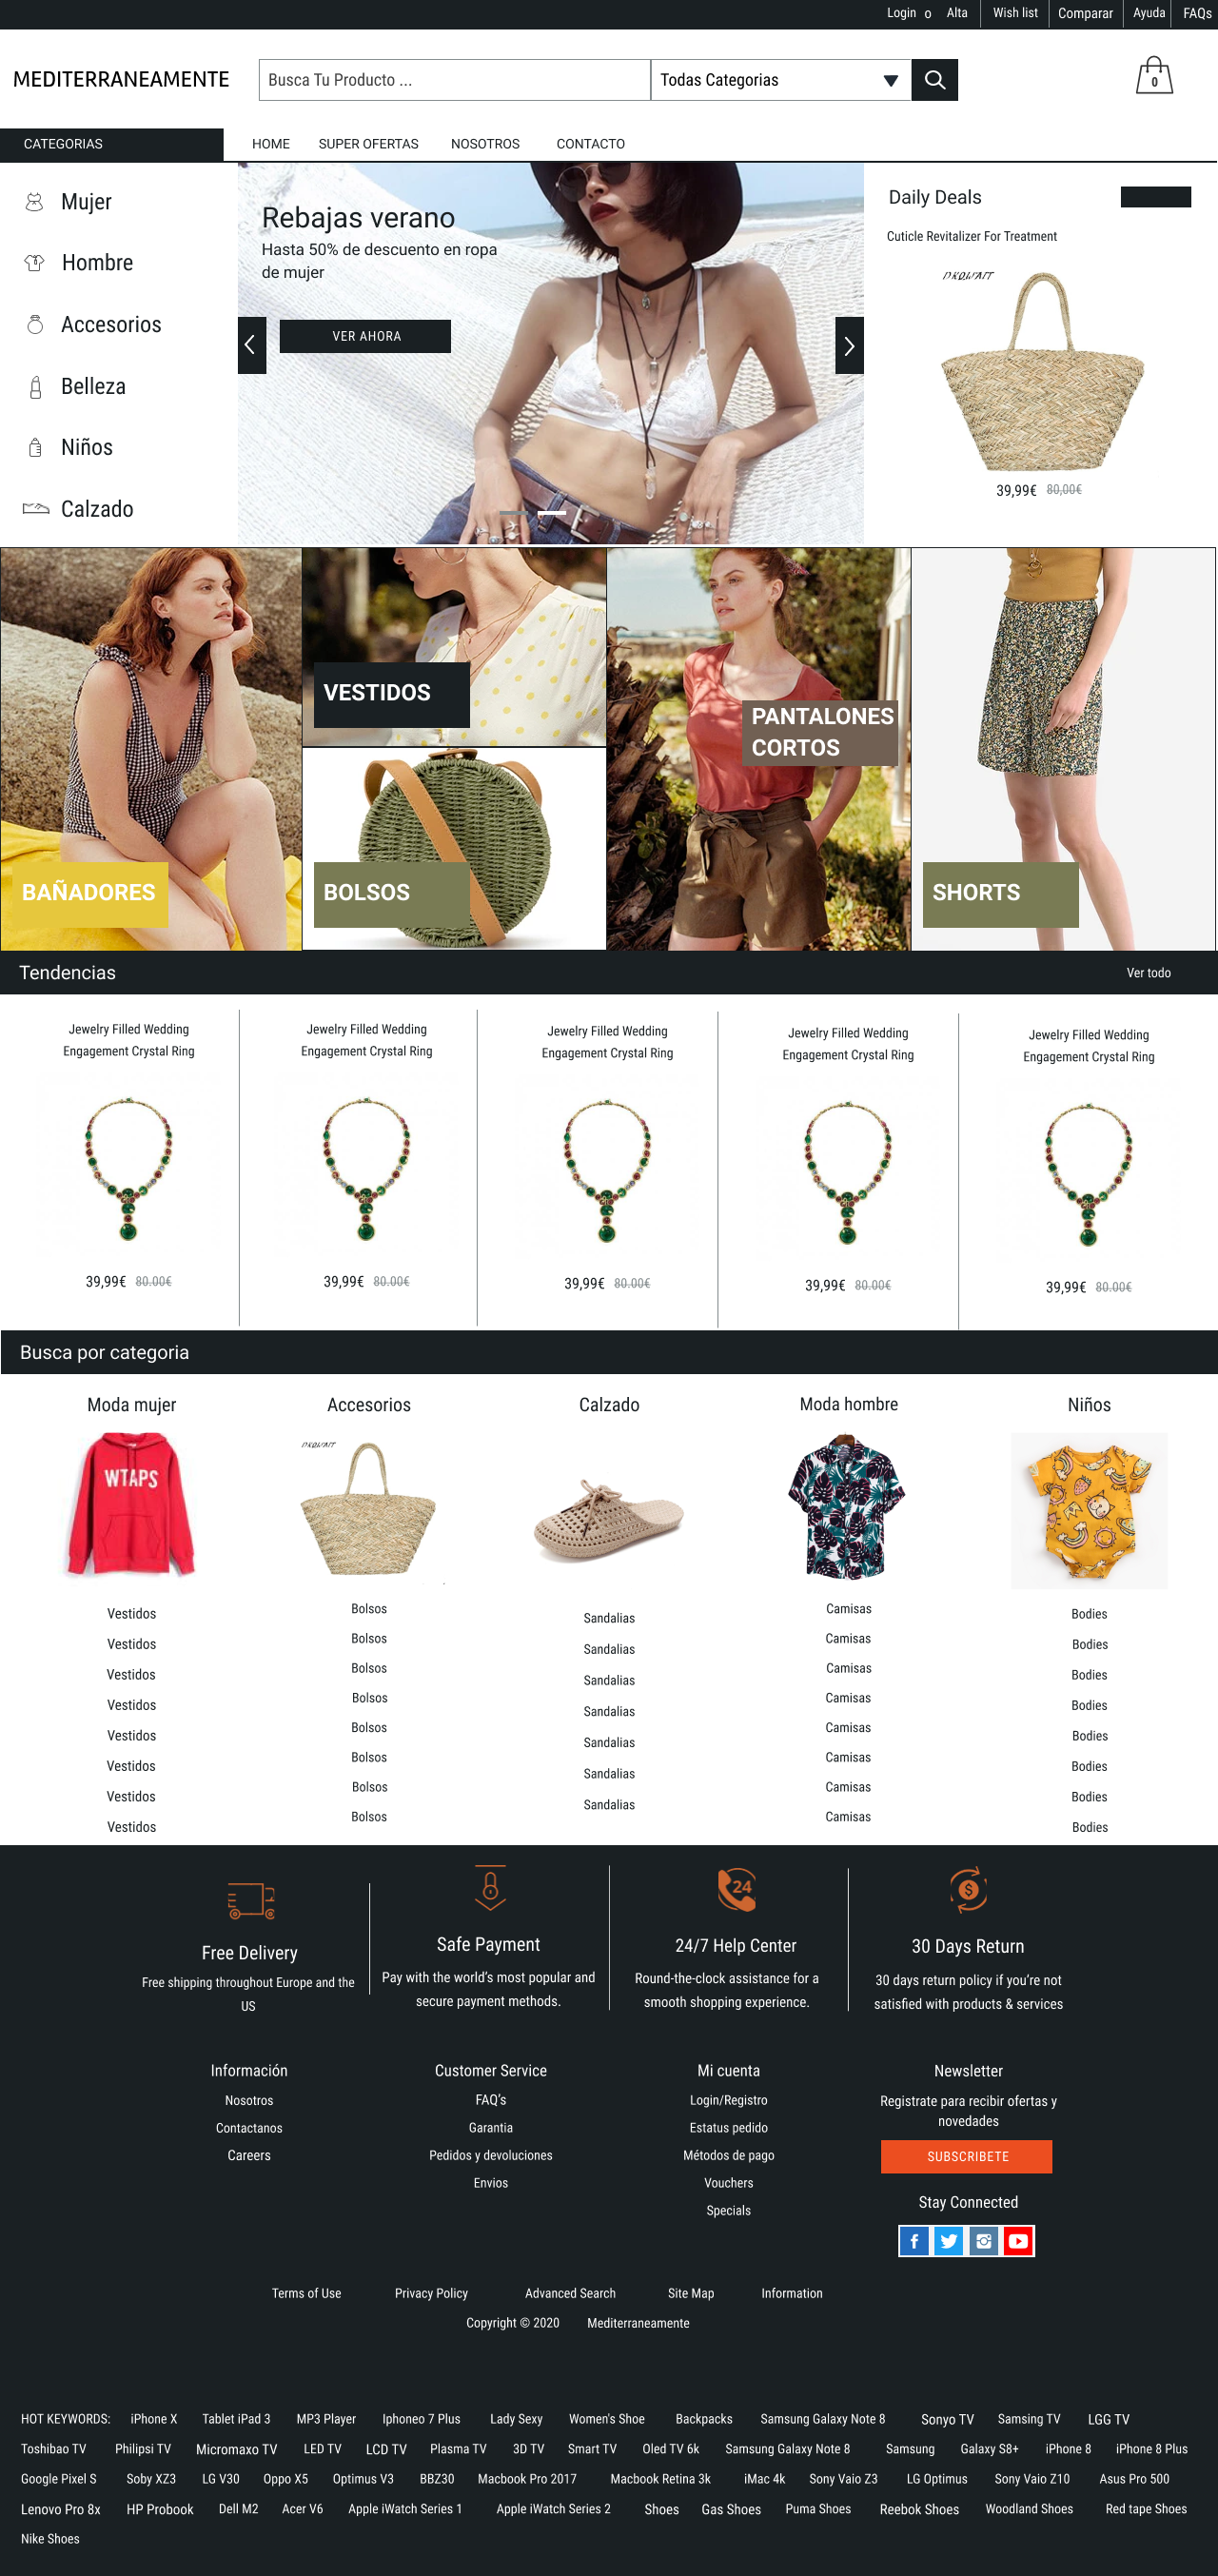 Login o Alta Wish list Comparar Ayuda FAQs
MEDITERRANEAMENTE
Busca Tu Producto ...
Todas Categorias
0
CATEGORIAS
HOME SUPER OFERTAS NOSOTROS CONTACTO
Mujer
Hombre
Accesorios
Belleza
Niños
Calzado
Rebajas verano
Hasta 50% de descuento en ropa
de mujer
VER AHORA
Daily Deals
Cuticle Revitalizer For Treatment
39,99€ 80,00€
BAÑADORES
VESTIDOS
BOLSOS
PANTALONES
CORTOS
SHORTS
Tendencias
Ver todo
Jewelry Filled Wedding
Engagement Crystal Ring
39,99€ 80.00€
Jewelry Filled Wedding
Engagement Crystal Ring
39,99€ 80.00€
Jewelry Filled Wedding
Engagement Crystal Ring
39,99€ 80.00€
Jewelry Filled Wedding
Engagement Crystal Ring
39,99€ 80.00€
Jewelry Filled Wedding
Engagement Crystal Ring
39,99€ 80.00€
Busca por categoria
Moda mujer
WTAPS
Vestidos
Vestidos
Vestidos
Vestidos
Vestidos
Vestidos
Vestidos
Vestidos
Accesorios
Bolsos
Bolsos
Bolsos
Bolsos
Bolsos
Bolsos
Bolsos
Bolsos
Calzado
Sandalias
Sandalias
Sandalias
Sandalias
Sandalias
Sandalias
Sandalias
Moda hombre
Camisas
Camisas
Camisas
Camisas
Camisas
Camisas
Camisas
Camisas
Niños
Bodies
Bodies
Bodies
Bodies
Bodies
Bodies
Bodies
Bodies
Free Delivery
Free shipping throughout Europe and the
US
Safe Payment
Pay with the world's most popular and
secure payment methods.
24
24/7 Help Center
Round-the-clock assistance for a
smooth shopping experience.
$
30 Days Return
30 days return policy if you're not
satisfied with products & services
Información
Nosotros
Contactanos
Careers
Customer Service
FAQ's
Garantia
Pedidos y devoluciones
Envios
Mi cuenta
Login/Registro
Estatus pedido
Métodos de pago
Vouchers
Specials
Newsletter
Registrate para recibir ofertas y
novedades
SUBSCRIBETE
Stay Connected
Terms of Use Privacy Policy Advanced Search Site Map Information
Copyright © 2020 Mediterraneamente
HOT KEYWORDS: iPhone X Tablet iPad 3 MP3 Player Iphoneo 7 Plus Lady Sexy Women's Shoe Backpacks Samsung Galaxy Note 8 Sonyo TV Samsing TV LGG TV
Toshibao TV Philipsi TV Micromaxo TV LED TV LCD TV Plasma TV 3D TV Smart TV Oled TV 6k Samsung Galaxy Note 8 Samsung Galaxy S8+ iPhone 8 iPhone 8 Plus
Google Pixel S Soby XZ3 LG V30 Oppo X5 Optimus V3 BBZ30 Macbook Pro 2017 Macbook Retina 3k iMac 4k Sony Vaio Z3 LG Optimus Sony Vaio Z10 Asus Pro 500
Lenovo Pro 8x HP Probook Dell M2 Acer V6 Apple iWatch Series 1 Apple iWatch Series 2 Shoes Gas Shoes Puma Shoes Reebok Shoes Woodland Shoes Red tape Shoes
Nike Shoes